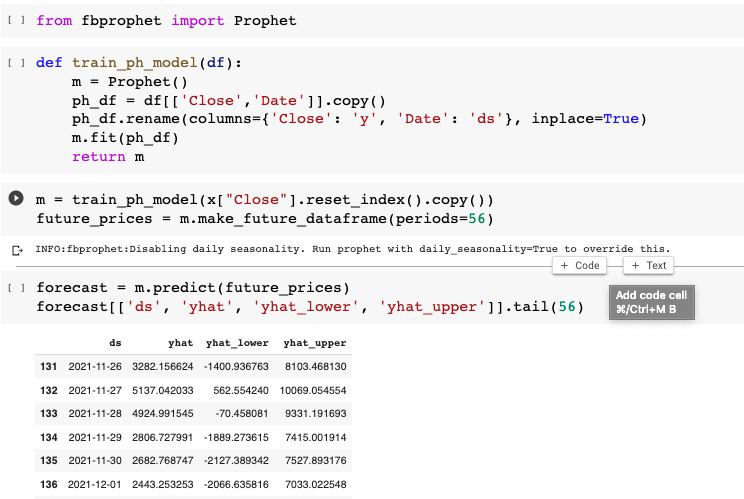 [ ] from fbprophet import Prophet
[ ] def train_ph_model(df):
m = Prophet()
ph_df = df[['Close','Date']].copy()
ph_df.rename(columns={'Close': 'y', 'Date': 'ds'}, inplace=True)
m.fit(ph_df)
return m
m = train_ph_model(x["Close"].reset_index().copy())
future_prices = m.make_future_dataframe(periods=56)
INFO:fbprophet:Disabling daily seasonality. Run prophet with daily_seasonality=True to override this.
+ Code + Text
[ ] forecast = m.predict(future_prices)
forecast[['ds', 'yhat', 'yhat_lower', 'yhat_upper']].tail(56)
Add code cell
⌘/Ctrl+M B
ds yhat yhat_lower yhat_upper
131 2021-11-26 3282.156624 -1400.936763 8103.468130
132 2021-11-27 5137.042033 562.554240 10069.054554
133 2021-11-28 4924.991545 -70.458081 9331.191693
134 2021-11-29 2806.727991 -1889.273615 7415.001914
135 2021-11-30 2682.768747 -2127.389342 7527.893176
136 2021-12-01 2443.253253 -2066.635816 7033.022548